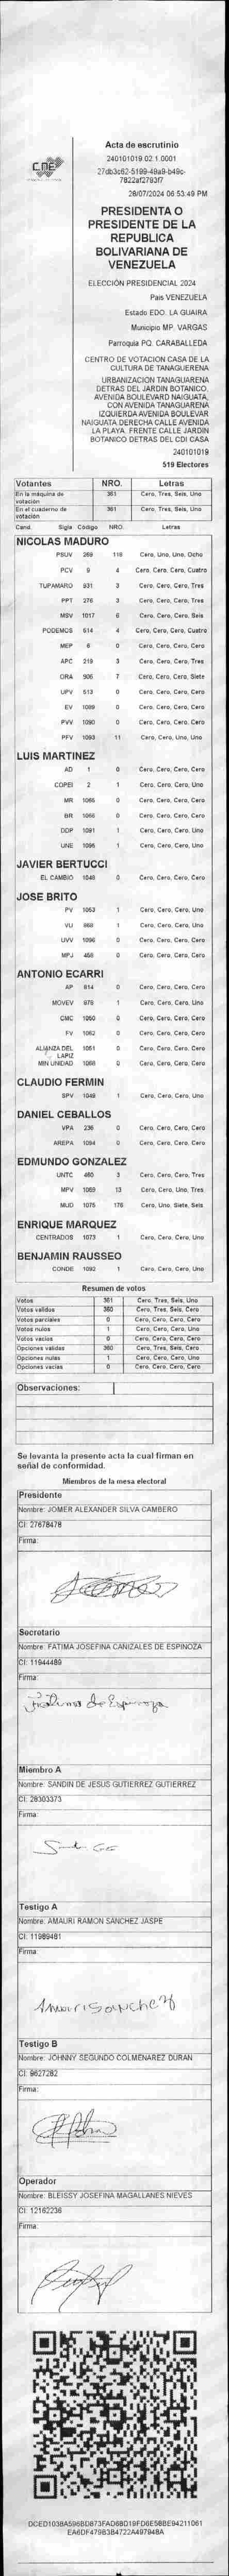 CNE
Acta de escrutinio
240101019.02.1.0001
27db3c62-5199-49a9-b49c-
7822af2793f7
28/07/2024 06:53:49 PM
PRESIDENTA O
PRESIDENTE DE LA
REPUBLICA
BOLIVARIANA DE
VENEZUELA
ELECCIÓN PRESIDENCIAL 2024
País VENEZUELA
Estado EDO. LA GUAIRA
Municipio MP. VARGAS
Parroquia PQ. CARABALLEDA
CENTRO DE VOTACION CASA DE LA
CULTURA DE TANAGUERENA
URBANIZACION TANAGUARENA
DETRAS DEL JARDIN BOTANICO.
AVENIDA BOULEVARD NAIGUATA,
CON AVENIDA TANAGUARENA
IZQUIERDA AVENIDA BOULEVAR
NAIGUATA DERECHA CALLE AVENIDA
LA PLAYA. FRENTE CALLE JARDIN
BOTANICO DETRAS DEL CDI CASA
240101019
519 Electores
Votantes NRO. Letras
En la máquina de votación 361 Cero, Tres, Seis, Uno
En el cuaderno de votación 361 Cero, Tres, Seis, Uno
Cand. Sigla Código NRO. Letras
NICOLAS MADURO
PSUV 269 118 Cero, Uno, Uno, Ocho
PCV 9 4 Cero, Cero, Cero, Cuatro
TUPAMARO 931 3 Cero, Cero, Cero, Tres
PPT 276 3 Cero, Cero, Cero, Tres
MSV 1017 6 Cero, Cero, Cero, Seis
PODEMOS 614 4 Cero, Cero, Cero, Cuatro
MEP 6 0 Cero, Cero, Cero, Cero
APC 219 3 Cero, Cero, Cero, Tres
ORA 906 7 Cero, Cero, Cero, Siete
UPV 513 0 Cero, Cero, Cero, Cero
EV 1089 0 Cero, Cero, Cero, Cero
PVV 1090 0 Cero, Cero, Cero, Cero
PFV 1093 11 Cero, Cero, Uno, Uno
LUIS MARTINEZ
AD 1 0 Cero, Cero, Cero, Cero
COPEI 2 1 Cero, Cero, Cero, Uno
MR 1065 0 Cero, Cero, Cero, Cero
BR 1066 0 Cero, Cero, Cero, Cero
DDP 1091 1 Cero, Cero, Cero, Uno
UNE 1095 1 Cero, Cero, Cero, Uno
JAVIER BERTUCCI
EL CAMBIO 1048 0 Cero, Cero, Cero, Cero
JOSE BRITO
PV 1053 1 Cero, Cero, Cero, Uno
VU 868 1 Cero, Cero, Cero, Uno
UVV 1096 0 Cero, Cero, Cero, Cero
MPJ 468 0 Cero, Cero, Cero, Cero
ANTONIO ECARRI
AP 814 0 Cero, Cero, Cero, Cero
MOVEV 979 1 Cero, Cero, Cero, Uno
CMC 1050 0 Cero, Cero, Cero, Cero
FV 1062 0 Cero, Cero, Cero, Cero
ALIANZA DEL LAPIZ 1051 0 Cero, Cero, Cero, Cero
MIN UNIDAD 1068 0 Cero, Cero, Cero, Cero
CLAUDIO FERMIN
SPV 1049 1 Cero, Cero, Cero, Uno
DANIEL CEBALLOS
VPA 236 0 Cero, Cero, Cero, Cero
AREPA 1094 0 Cero, Cero, Cero, Cero
EDMUNDO GONZALEZ
UNTC 460 3 Cero, Cero, Cero, Tres
MPV 1069 13 Cero, Cero, Uno, Tres
MUD 1075 176 Cero, Uno, Siete, Seis
ENRIQUE MARQUEZ
CENTRADOS 1073 1 Cero, Cero, Cero, Uno
BENJAMIN RAUSSEO
CONDE 1092 1 Cero, Cero, Cero, Uno
Resumen de votos
Votos 361 Cero, Tres, Seis, Uno
Votos validos 360 Cero, Tres, Seis, Cero
Votos parciales 0 Cero, Cero, Cero, Cero
Votos nulos 1 Cero, Cero, Cero, Uno
Votos vacios 0 Cero, Cero, Cero, Cero
Opciones validas 360 Cero, Tres, Seis, Cero
Opciones nulas 1 Cero, Cero, Cero, Uno
Opciones vacias 0 Cero, Cero, Cero, Cero
Observaciones:
Se levanta la presente acta la cual firman en
señal de conformidad.
Miembros de la mesa electoral
Presidente
Nombre: JOMER ALEXANDER SILVA CAMBERO
CI: 27678478
Firma:
Secretario
Nombre: FATIMA JOSEFINA CANIZALES DE ESPINOZA
CI: 11944489
Firma:
de Espinoza
Miembro A
Nombre: SANDIN DE JESUS GUTIERREZ GUTIERREZ
CI: 28303373
Firma:
Testigo A
Nombre: AMAURI RAMON SANCHEZ JASPE
CI: 11989481
Firma:
Amauri Sanchez
Testigo B
Nombre: JOHNNY SEGUNDO COLMENAREZ DURAN
CI: 9627282
Firma:
Operador
Nombre: BLEISSY JOSEFINA MAGALLANES NIEVES
CI: 12162236
Firma:
DCED1038A596BD873FAD68D19FD6E5BBE94211061
EA6DF479B3B4722A497948A